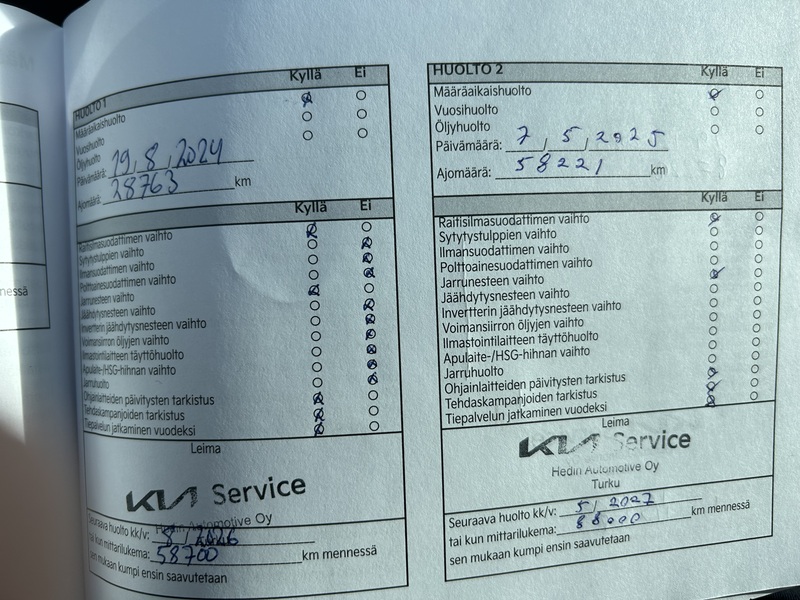 nessä
HUOLTO 1
Kyllä Ei
Määräaikaishuolto
Vuosihuolto
Öljyhuolto
Päivämäärä: 19, 8, 2024
Ajomäärä: 28763 km
Kyllä Ei
Raitisilmasuodattimen vaihto
Sytytystulppien vaihto
Ilmansuodattimen vaihto
Polttoainesuodattimen vaihto
Jarrunesteen vaihto
Jäähdytysnesteen vaihto
Invertterin jäähdytysnesteen vaihto
Voimansiirron öljyjen vaihto
Ilmastointilaitteen täyttöhuolto
Apulaite-/HSG-hihnan vaihto
Jarruhuolto
Ohjainlaitteiden päivitysten tarkistus
Tehdaskampanjoiden tarkistus
Tiepalvelun jatkaminen vuodeksi
Leima
KIA Service
Hedin Automotive Oy
Seuraava huolto kk/v: 8 / 2026
tai kun mittarilukema: 58700 km mennessä
sen mukaan kumpi ensin saavutetaan
HUOLTO 2
Kyllä Ei
Määräaikaishuolto
Vuosihuolto
Öljyhuolto
Päivämäärä: 7, 5, 2025
Ajomäärä: 58221 km
Kyllä Ei
Raitisilmasuodattimen vaihto
Sytytystulppien vaihto
Ilmansuodattimen vaihto
Polttoainesuodattimen vaihto
Jarrunesteen vaihto
Jäähdytysnesteen vaihto
Invertterin jäähdytysnesteen vaihto
Voimansiirron öljyjen vaihto
Ilmastointilaitteen täyttöhuolto
Apulaite-/HSG-hihnan vaihto
Jarruhuolto
Ohjainlaitteiden päivitysten tarkistus
Tehdaskampanjoiden tarkistus
Tiepalvelun jatkaminen vuodeksi
Leima
KIA Service
Hedin Automotive Oy
Turku
Seuraava huolto kk/v: 5 / 2027
tai kun mittarilukema: 88000 km mennessä
sen mukaan kumpi ensin saavutetaan